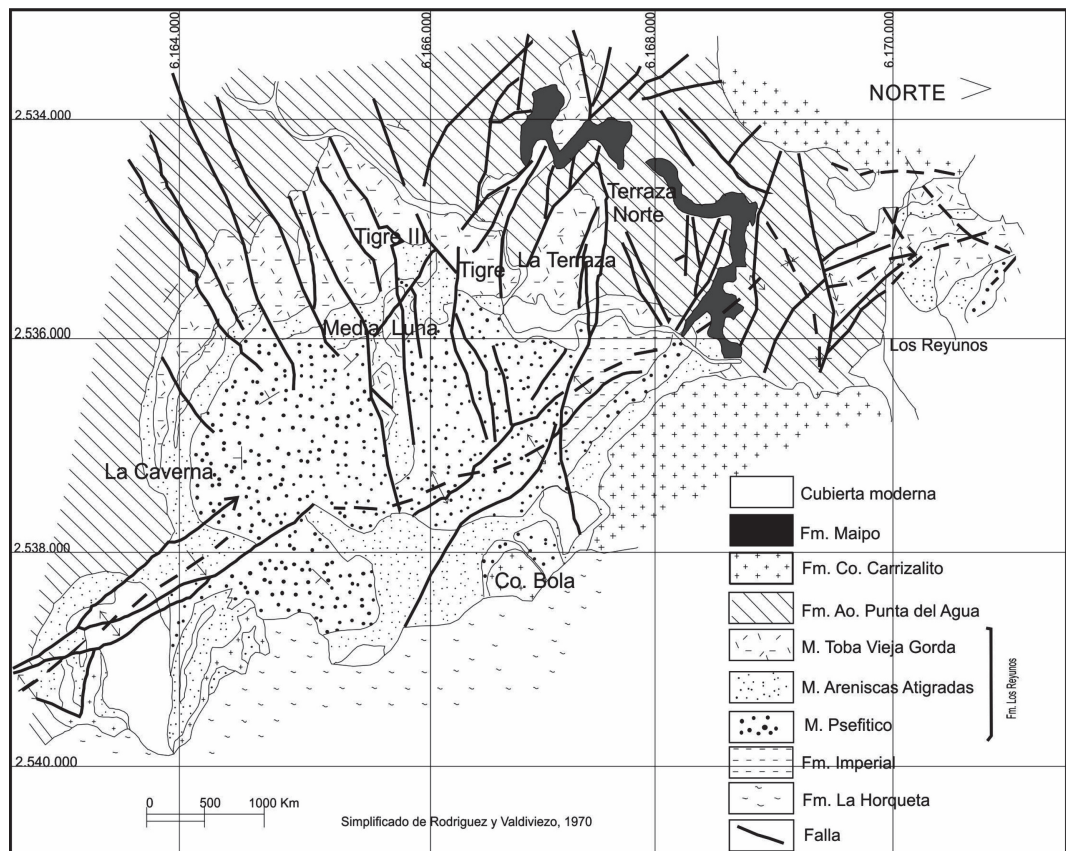 6.164.000
6.166.000
6.168.000
6.170.000
NORTE
2.534.000
Terraza
Norte
Tigre III
La Terraza
Tigre
2.536.000
Media Luna
Los Reyunos
La Caverna
2.538.000
Co. Bola
2.540.000
Cubierta moderna
Fm. Maipo
Fm. Co. Carrizalito
Fm. Ao. Punta del Agua
M. Toba Vieja Gorda
M. Areniscas Atigradas
M. Psefitico
Fm. Los Reyunos
Fm. Imperial
Fm. La Horqueta
Falla
0 500 1000 Km
Simplificado de Rodriguez y Valdiviezo, 1970